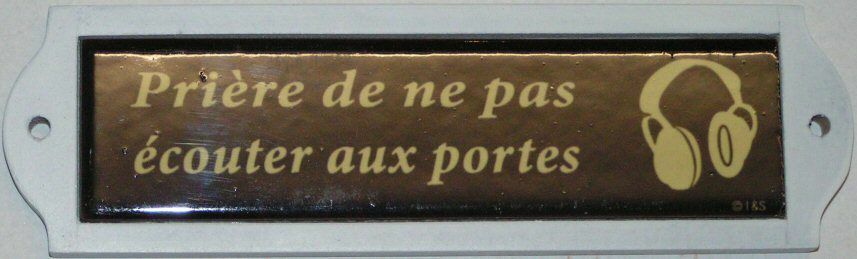 Prière de ne pas
écouter aux portes
© I&S